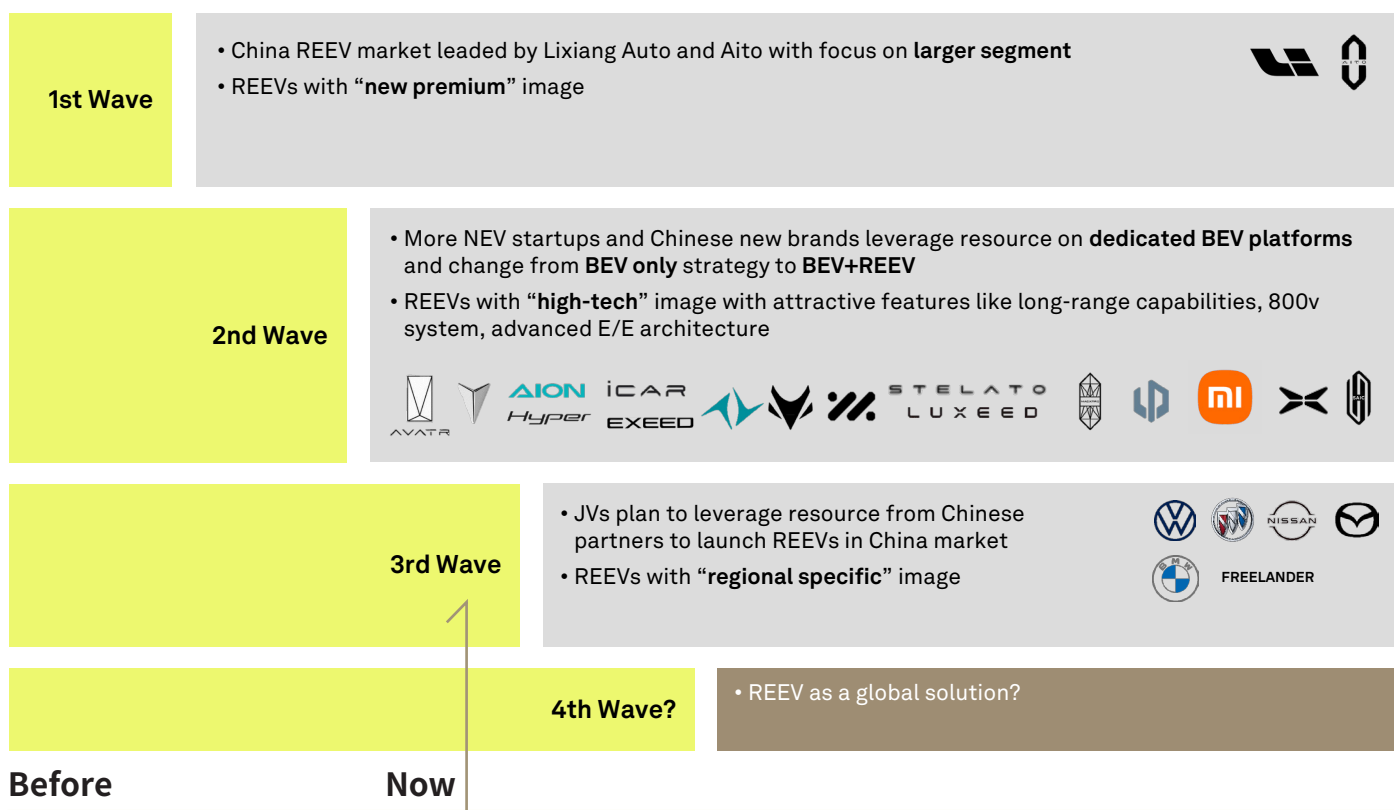 1st Wave
• China REEV market leaded by Lixiang Auto and Aito with focus on larger segment
• REEVs with “new premium” image
AITO
2nd Wave
• More NEV startups and Chinese new brands leverage resource on dedicated BEV platforms
and change from BEV only strategy to BEV+REEV
• REEVs with “high-tech” image with attractive features like long-range capabilities, 800v
system, advanced E/E architecture
AVATR
AION
Hyper
iCAR
EXEED
STELATO
LUXEED
mi
SAIC
3rd Wave
• JVs plan to leverage resource from Chinese
partners to launch REEVs in China market
• REEVs with “regional specific” image
NISSAN
BMW
FREELANDER
4th Wave?
• REEV as a global solution?
Before
Now